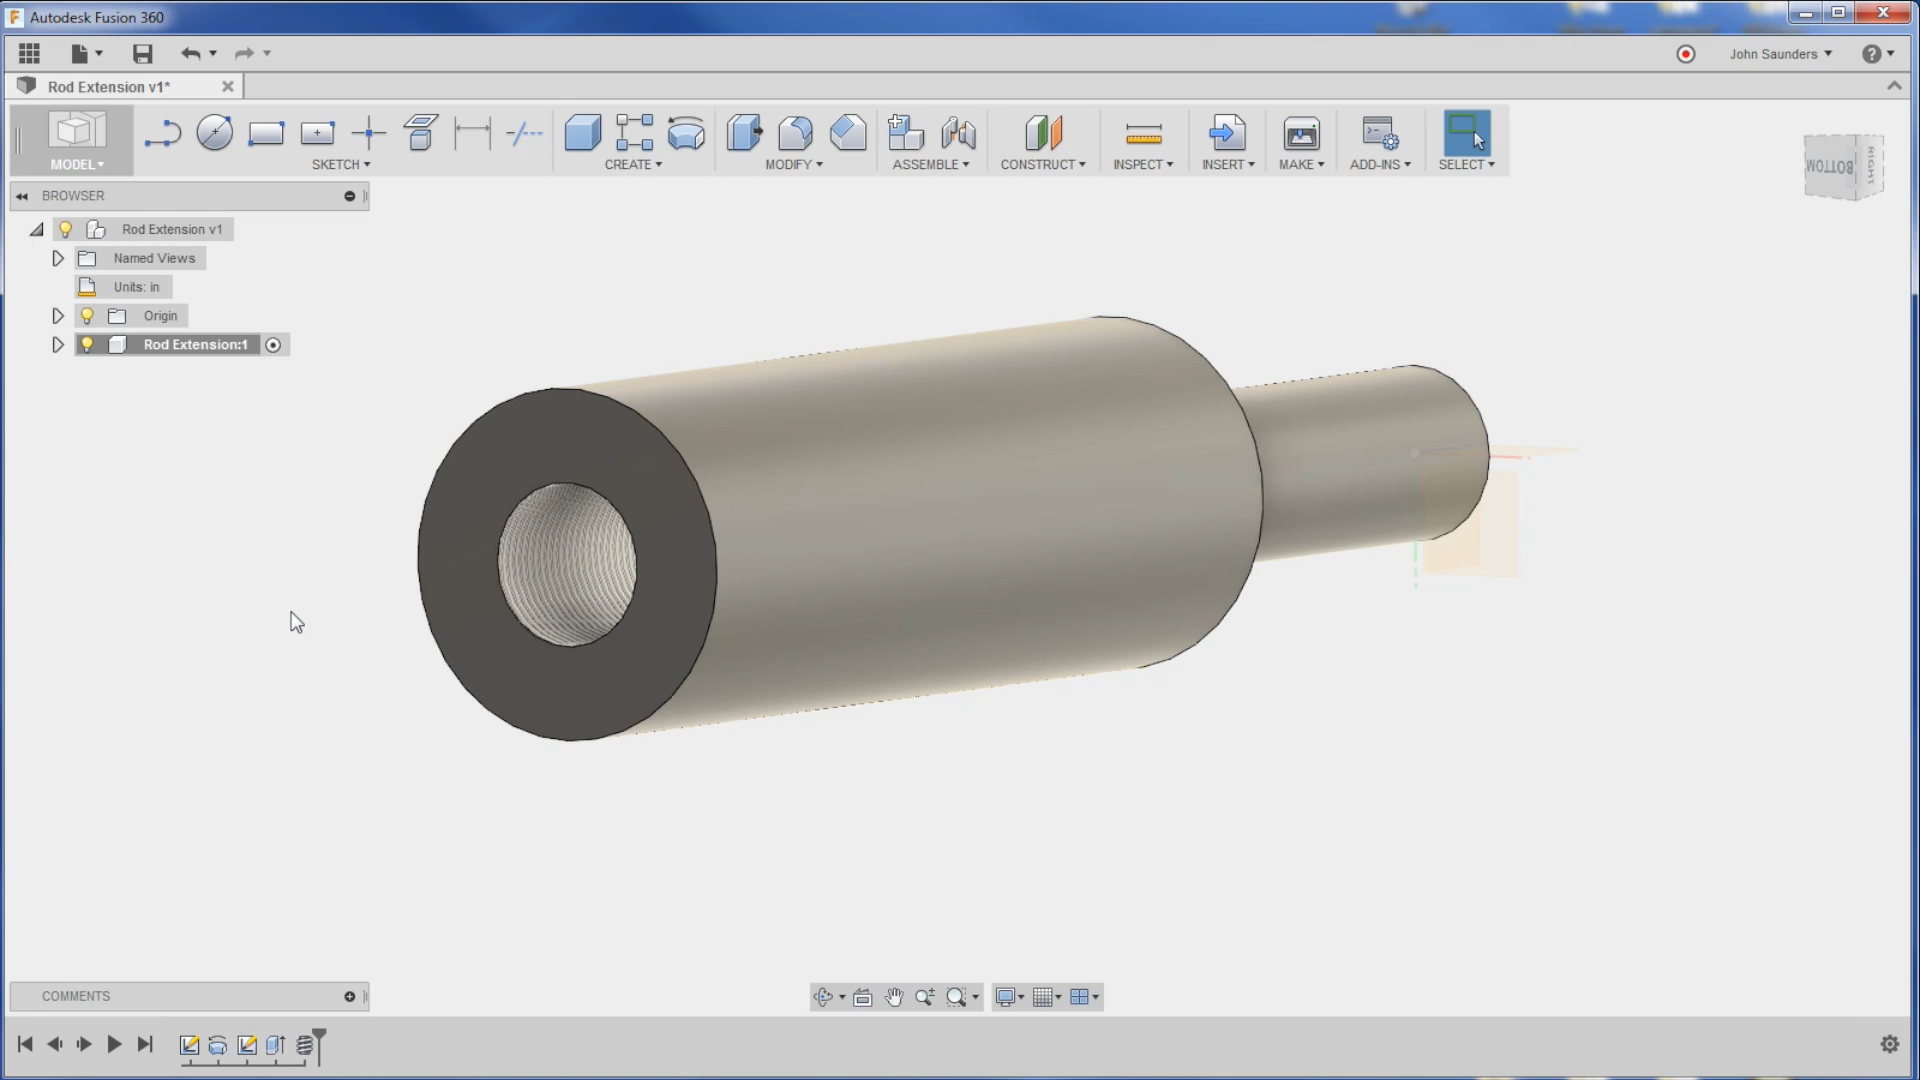 Autodesk Fusion 360
John Saunders
Rod Extension v1*
MODEL
SKETCH
CREATE
MODIFY
ASSEMBLE
CONSTRUCT
INSPECT
INSERT
MAKE
ADD-INS
SELECT
BOTTOM
RIGHT
BROWSER
Rod Extension v1
Named Views
Units: in
Origin
Rod Extension:1
COMMENTS